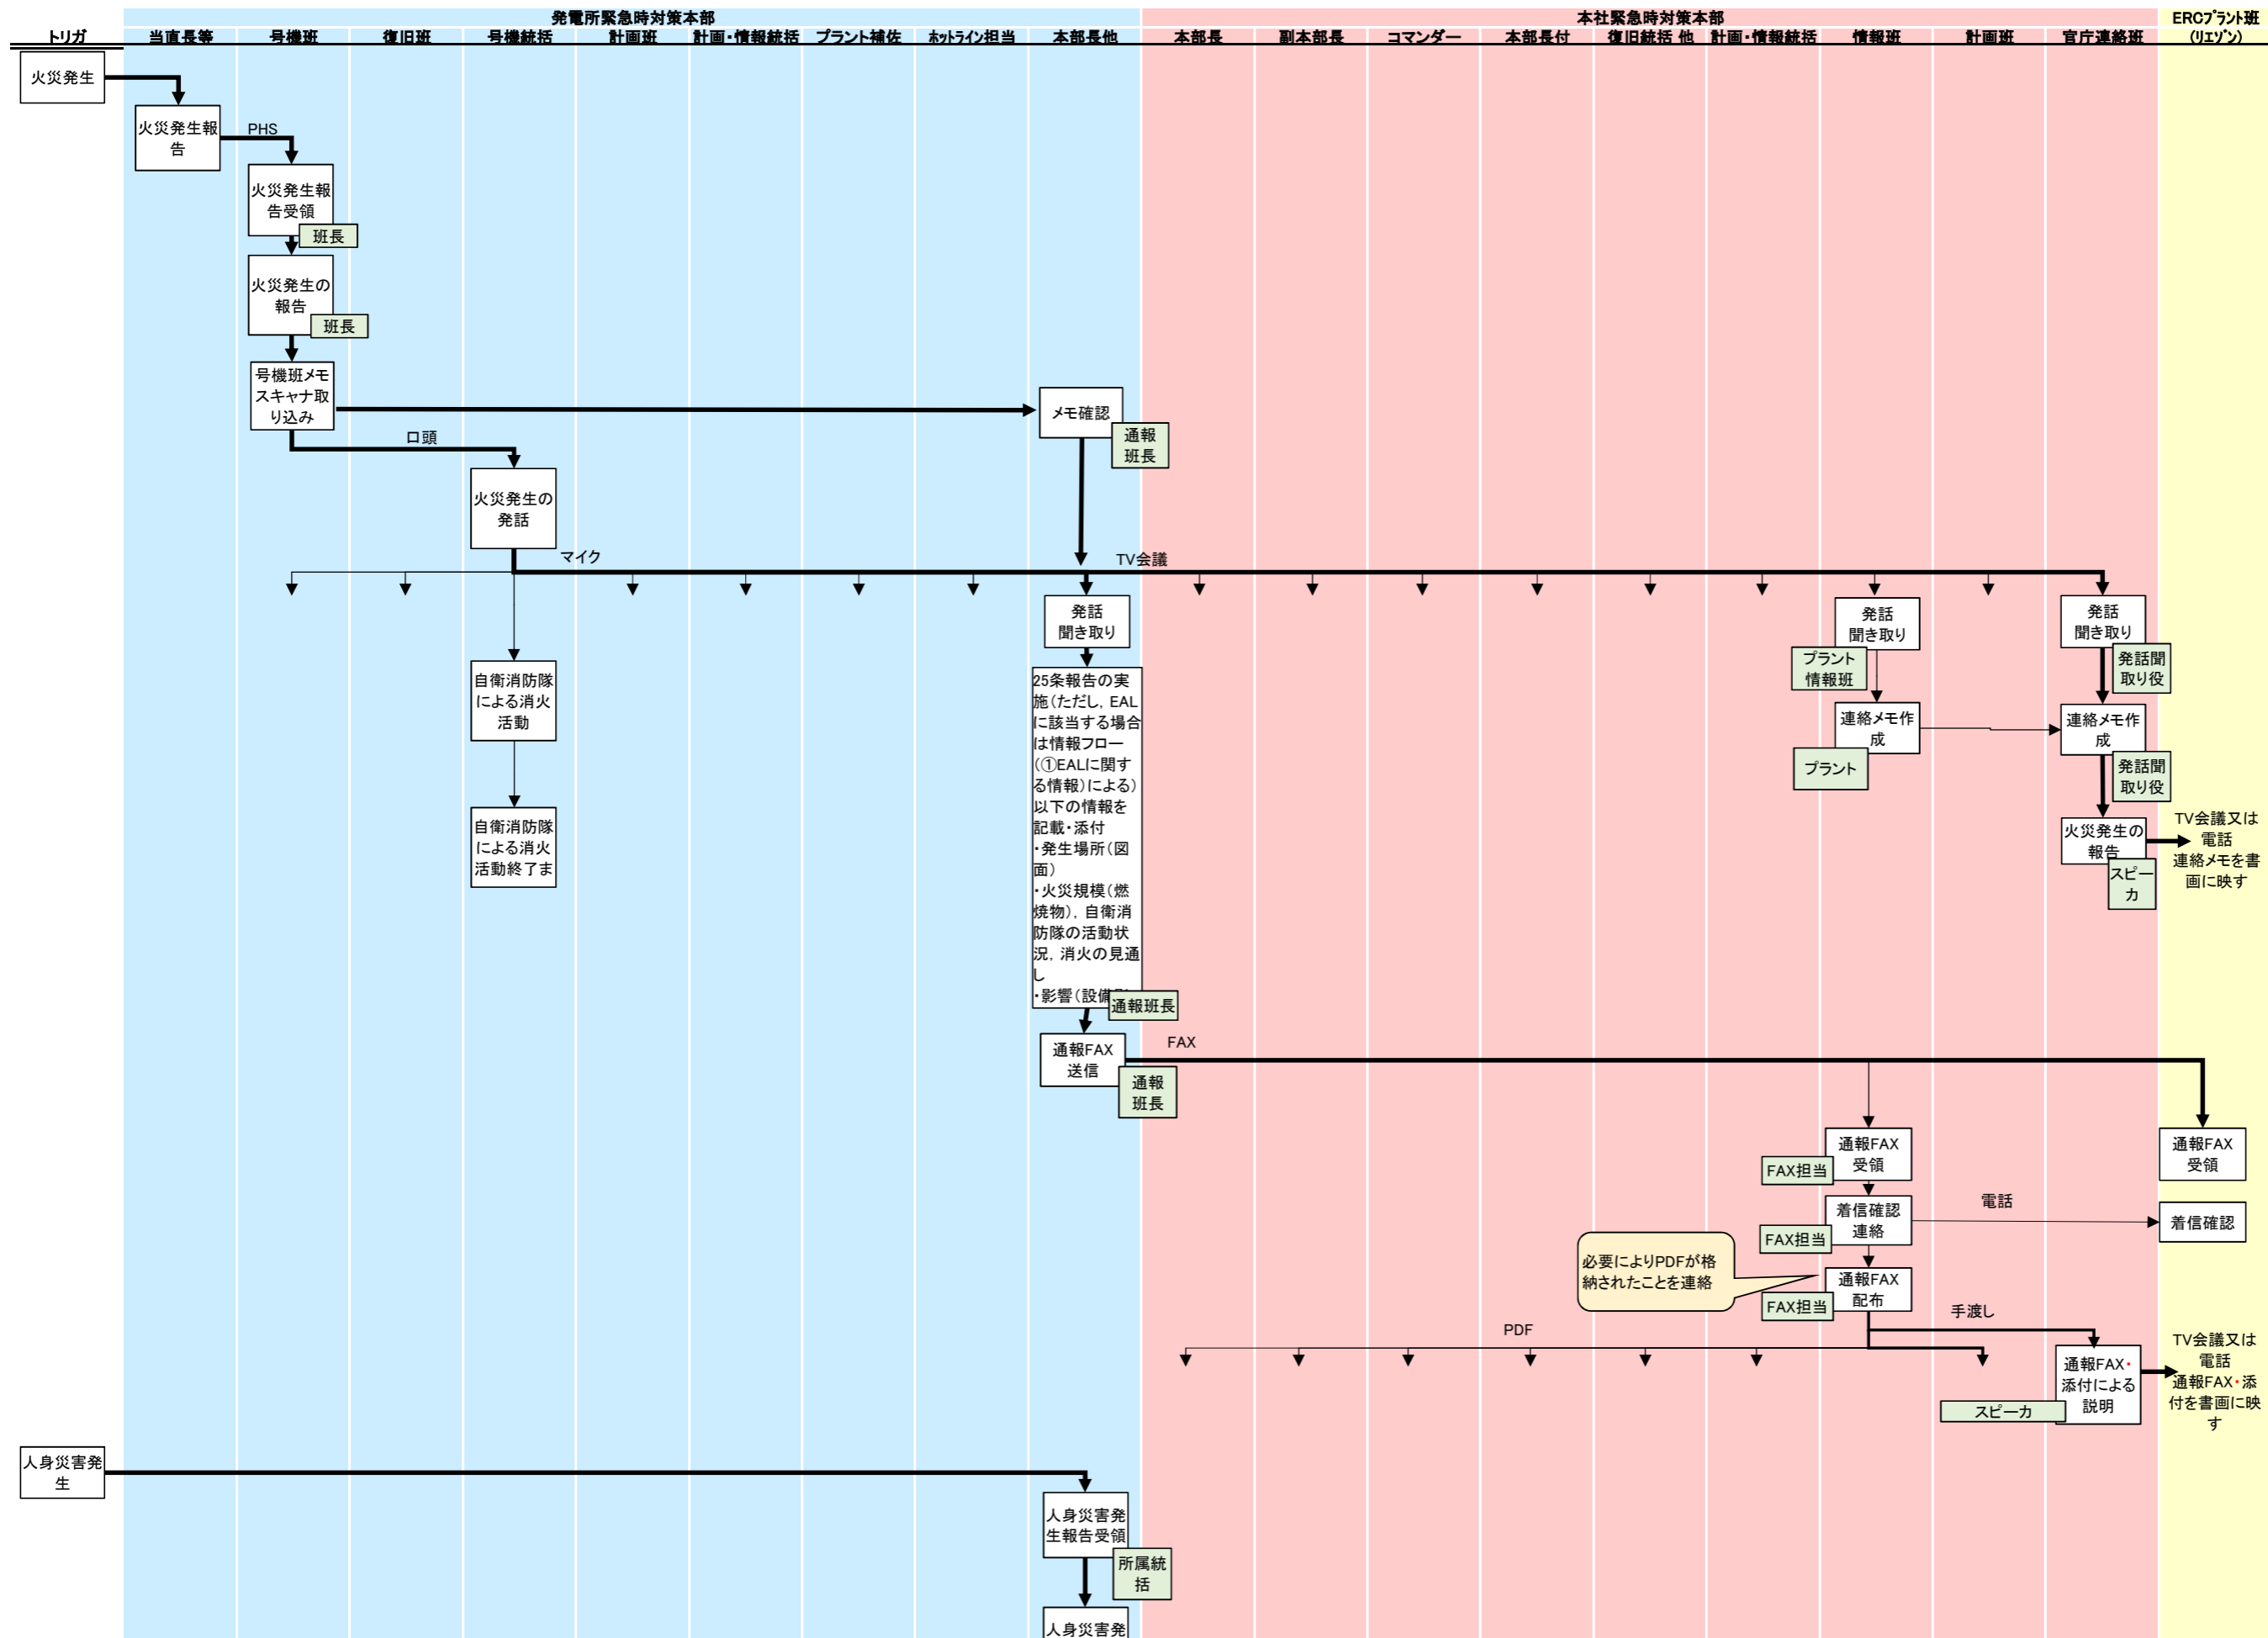 発電所緊急時対策本部
本社緊急時対策本部
ERCプラント班
トリガ
当直長等
号機班
復旧班
号機統括
計画班
計画・情報統括
プラント補佐
ホットライン担当
本部長他
本部長
副本部長
コマンダー
本部長付
復旧統括 他
計画・情報統括
情報班
計画班
官庁連絡班
(リエゾン)
火災発生
火災発生報
告
PHS
火災発生報
告受領
班長
火災発生の
報告
班長
号機班メモ
スキャナ取
り込み
メモ確認
通報
班長
口頭
火災発生の
発話
マイク
TV会議
発話
聞き取り
発話
聞き取り
プラント
情報班
発話
聞き取り
発話聞
取り役
自衛消防隊
による消火
活動
25条報告の実
施(ただし，EAL
に該当する場合
は情報フロー
(①EALに関す
る情報)による)
以下の情報を
記載・添付
・発生場所(図
面)
・火災規模(燃
焼物)，自衛消
防隊の活動状
況，消火の見通
し
・影響(設備
通報班長
連絡メモ作
成
プラント
連絡メモ作
成
発話聞
取り役
自衛消防隊
による消火
活動終了ま
火災発生の
報告
スピー
カ
TV会議又は
電話
連絡メモを書
画に映す
通報FAX
送信
通報
班長
FAX
通報FAX
受領
FAX担当
通報FAX
受領
着信確認
連絡
FAX担当
電話
着信確認
必要によりPDFが格
納されたことを連絡
通報FAX
配布
FAX担当
手渡し
PDF
通報FAX・
添付による
説明
スピーカ
TV会議又は
電話
通報FAX・添
付を書画に映
す
人身災害発
生
人身災害発
生報告受領
所属統
括
人身災害発